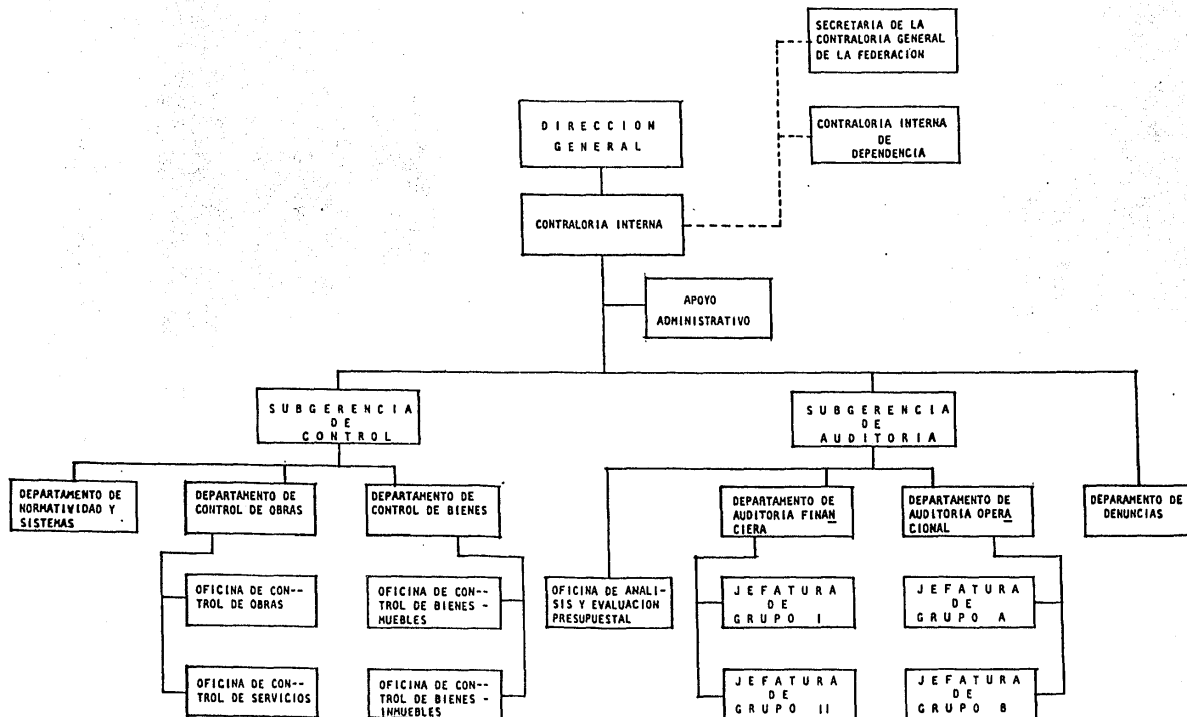 SECRETARIA DE LA
CONTRALORIA GENERAL
DE LA FEDERACION
DIRECCION
GENERAL
CONTRALORIA INTERNA
DE
DEPENDENCIA
CONTRALORIA INTERNA
APOYO
ADMINISTRATIVO
SUBGERENCIA
DE
CONTROL
SUBGERENCIA
DE
AUDITORIA
DEPARTAMENTO DE
NORMATIVIDAD Y
SISTEMAS
DEPARTAMENTO DE
CONTROL DE OBRAS
DEPARTAMENTO DE
CONTROL DE BIENES
DEPARTAMENTO DE
AUDITORIA FINAN
CIERA
DEPARTAMENTO DE
AUDITORIA OPERA
CIONAL
DEPARAMENTO DE
DENUNCIAS
OFICINA DE CON--
TROL DE OBRAS
OFICINA DE CON--
TROL DE BIENES -
MUEBLES
OFICINA DE ANALI-
SIS Y EVALUACION
PRESUPUESTAL
JEFATURA
DE
GRUPO I
JEFATURA
DE
GRUPO A
OFICINA DE CON--
TROL DE SERVICIOS
OFICINA DE CON--
TROL DE BIENES -
INMUEBLES
JEFATURA
DE
GRUPO II
JEFATURA
DE
GRUPO B